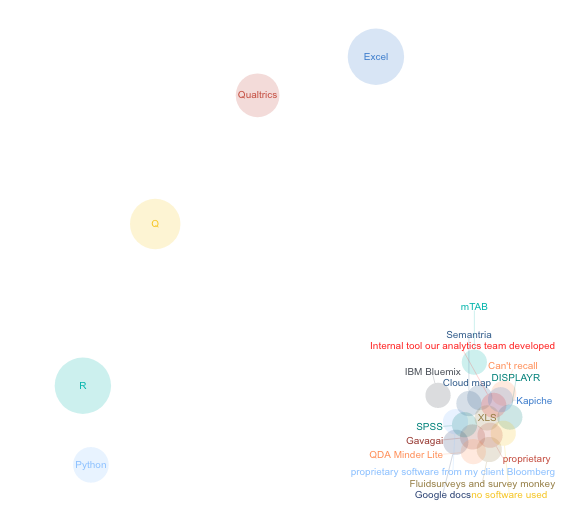 Excel
Qualtrics
Q
mTAB
Semantria
Internal tool our analytics team developed
Can't recall
IBM Bluemix
DISPLAYR
Cloud map
R
Kapiche
XLS
SPSS
Gavagai
QDA Minder Lite
proprietary
Python
proprietary software from my client Bloomberg
Fluidsurveys and survey monkey
Google docs
no software used